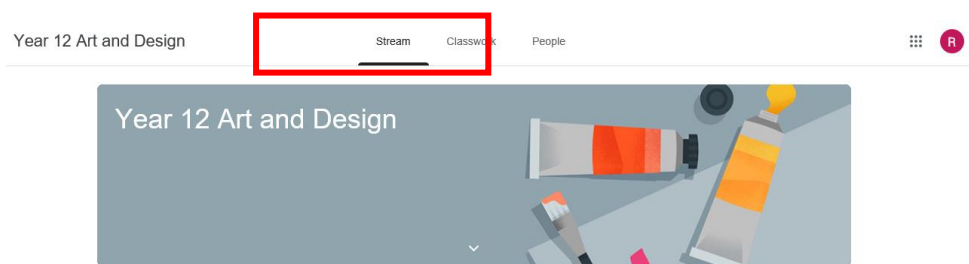 Year 12 Art and Design Stream Classwork People R
Year 12 Art and Design